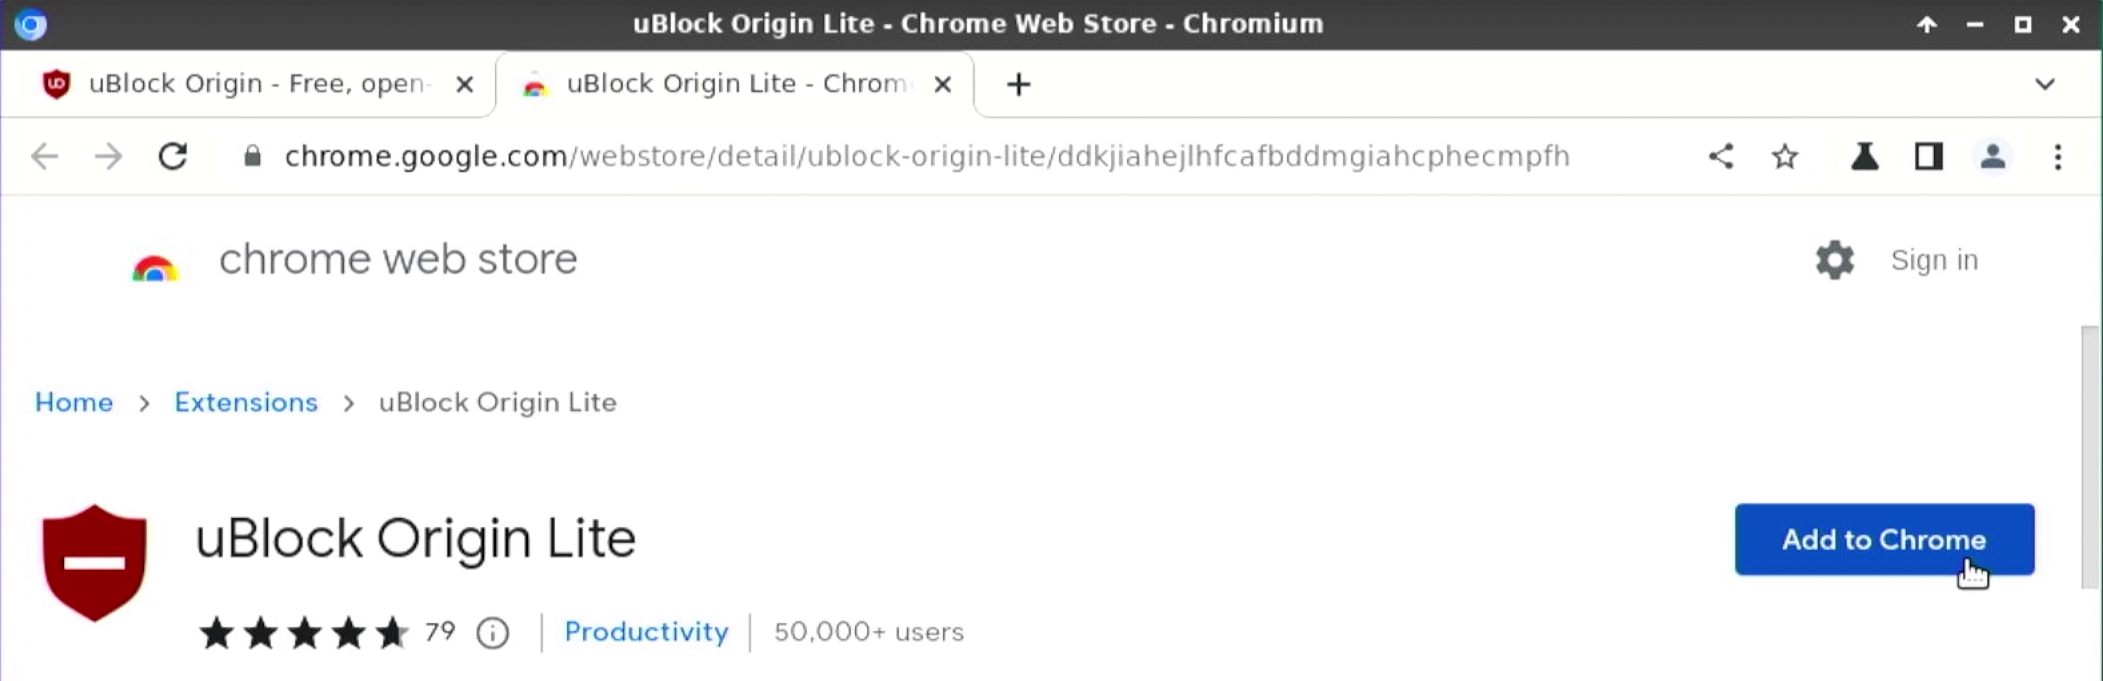 uBlock Origin Lite - Chrome Web Store - Chromium
uBlock Origin - Free, open-
uBlock Origin Lite - Chrom
chrome.google.com/webstore/detail/ublock-origin-lite/ddkjiahejlhfcafbddmgiahcphecmpfh
chrome web store
Sign in
Home > Extensions > uBlock Origin Lite
uBlock Origin Lite
Add to Chrome
79
Productivity
50,000+ users